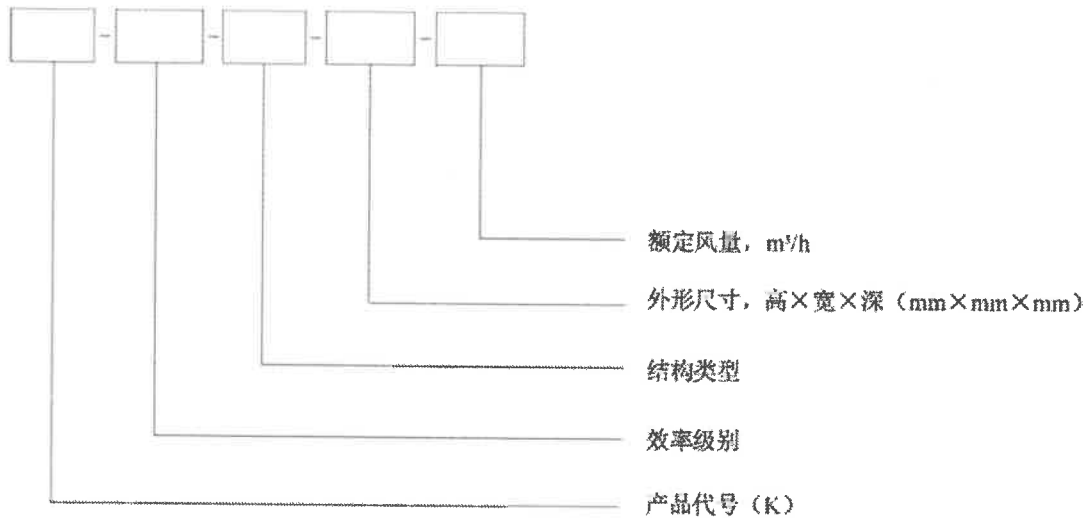 - - - -
额定风量，m³/h
外形尺寸，高×宽×深（mm×mm×mm）
结构类型
效率级别
产品代号（K）